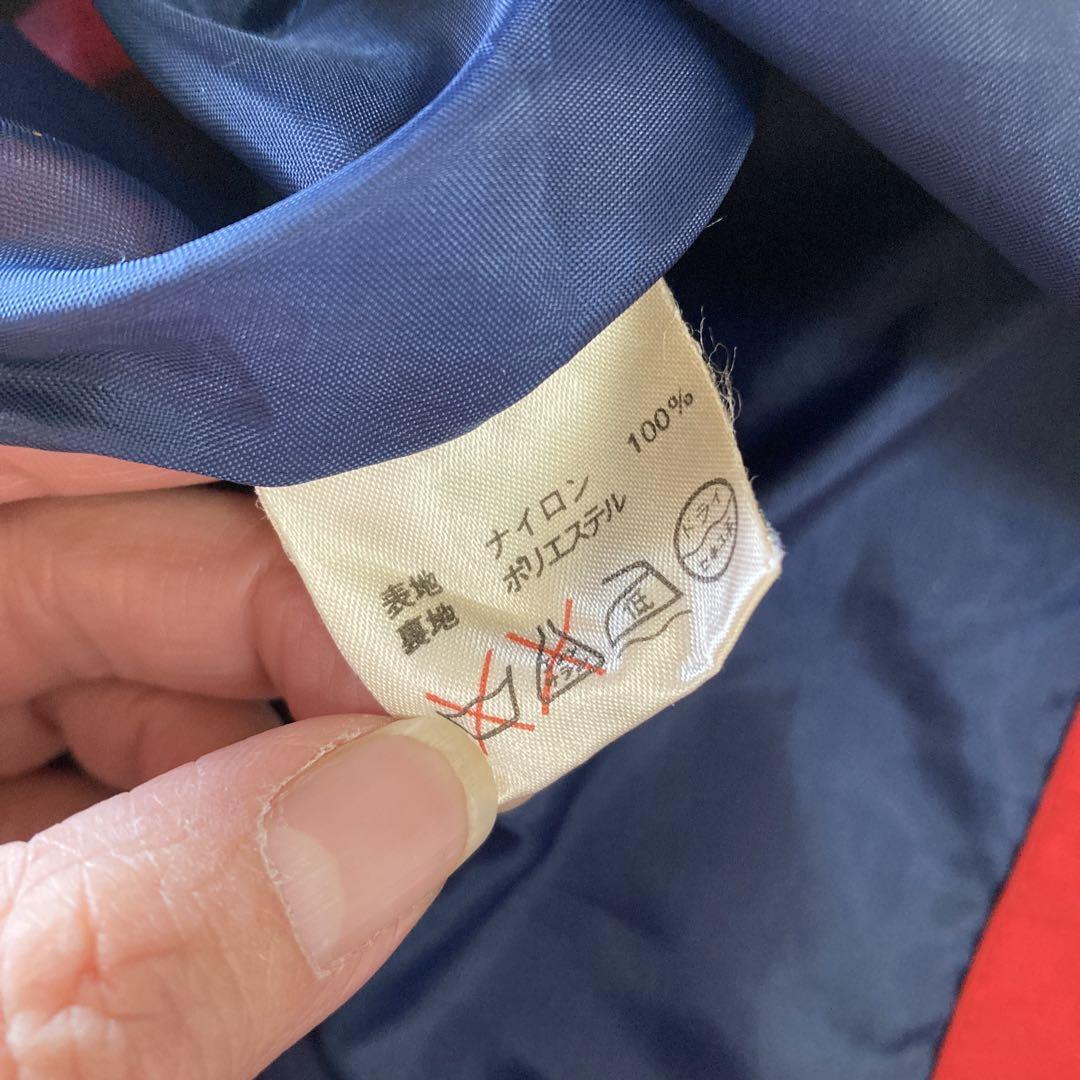 表地 ナイロン 100%
裏地 ポリエステル
低
ドライ